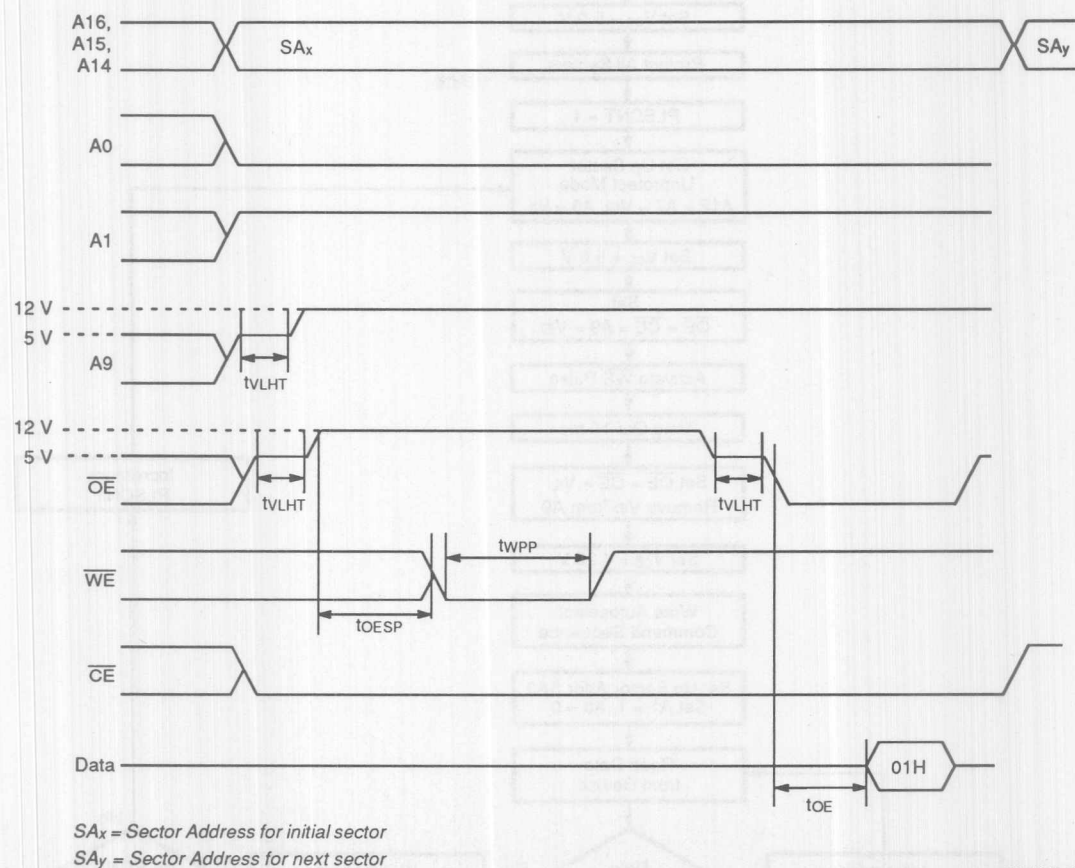 A16,
A15,
A14
SAx
SAy
A0
A1
12 V
5 V
A9
tVLHT
12 V
5 V
OE
tVLHT
tVLHT
WE
tWPP
tOESP
CE
Data
01H
tOE
SAx = Sector Address for initial sector
SAy = Sector Address for next sector